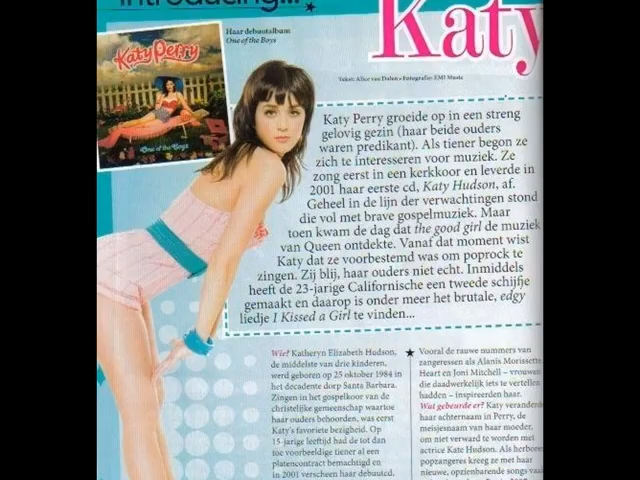 introducing...
Katy
Haar debuutalbum
One of the Boys
Katy Perry
One of the Boys
Tekst: Alice van Dalen • Fotografie: EMI Music
Katy Perry groeide op in een streng
gelovig gezin (haar beide ouders
waren predikant). Als tiener begon ze
zich te interesseren voor muziek. Ze
zong eerst in een kerkkoor en leverde in
2001 haar eerste cd, Katy Hudson, af.
Geheel in de lijn der verwachtingen stond
die vol met brave gospelmuziek. Maar
toen kwam de dag dat the good girl de muziek
van Queen ontdekte. Vanaf dat moment wist
Katy dat ze voorbestemd was om poprock te
zingen. Zij blij, haar ouders niet echt. Inmiddels
heeft de 23-jarige Californische een tweede schijfje
gemaakt en daarop is onder meer het brutale, edgy
liedje I Kissed a Girl te vinden...
Wie? Katheryn Elizabeth Hudson,
de middelste van drie kinderen,
werd geboren op 25 oktober 1984 in
het decadente dorp Santa Barbara.
Zingen in het gospelkoor van de
christelijke gemeenschap waartoe
haar ouders behoorden, was eerst
Katy's favoriete bezigheid. Op
15-jarige leeftijd had de tot dan
toe voorbeeldige tiener al een
platencontract bemachtigd en
in 2001 verscheen haar debuutcd.
★ Vooral de rauwe nummers van
zangeressen als Alanis Morissette,
Heart en Joni Mitchell – vrouwen
die daadwerkelijk iets te vertellen
hadden – inspireerden haar.
Wat gebeurde er? Katy veranderde
haar achternaam in Perry, de
meisjesnaam van haar moeder,
om niet verward te worden met
actrice Kate Hudson. Als herboren
popzangeres kreeg ze met haar
nieuwe, opzienbarende songs